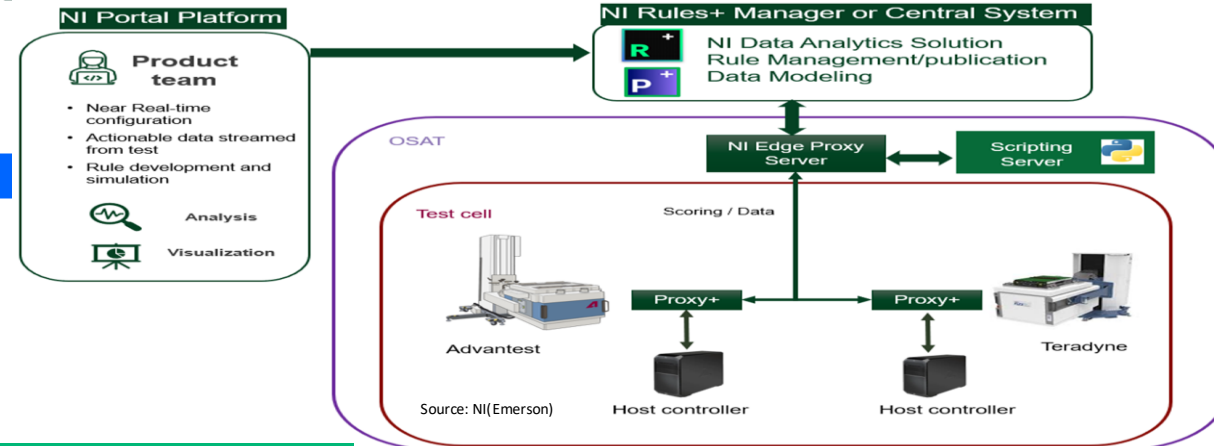 NI Portal Platform
Product
team
• Near Real-time
configuration
• Actionable data streamed
from test
• Rule development and
simulation
Analysis
Visualization
NI Rules+ Manager or Central System
R+
P+
NI Data Analytics Solution
Rule Management/publication
Data Modeling
OSAT
NI Edge Proxy
Server
Scripting
Server
Test cell
Scoring / Data
Proxy+
Proxy+
Advantest
Teradyne
Host controller
Host controller
Source: NI(Emerson)